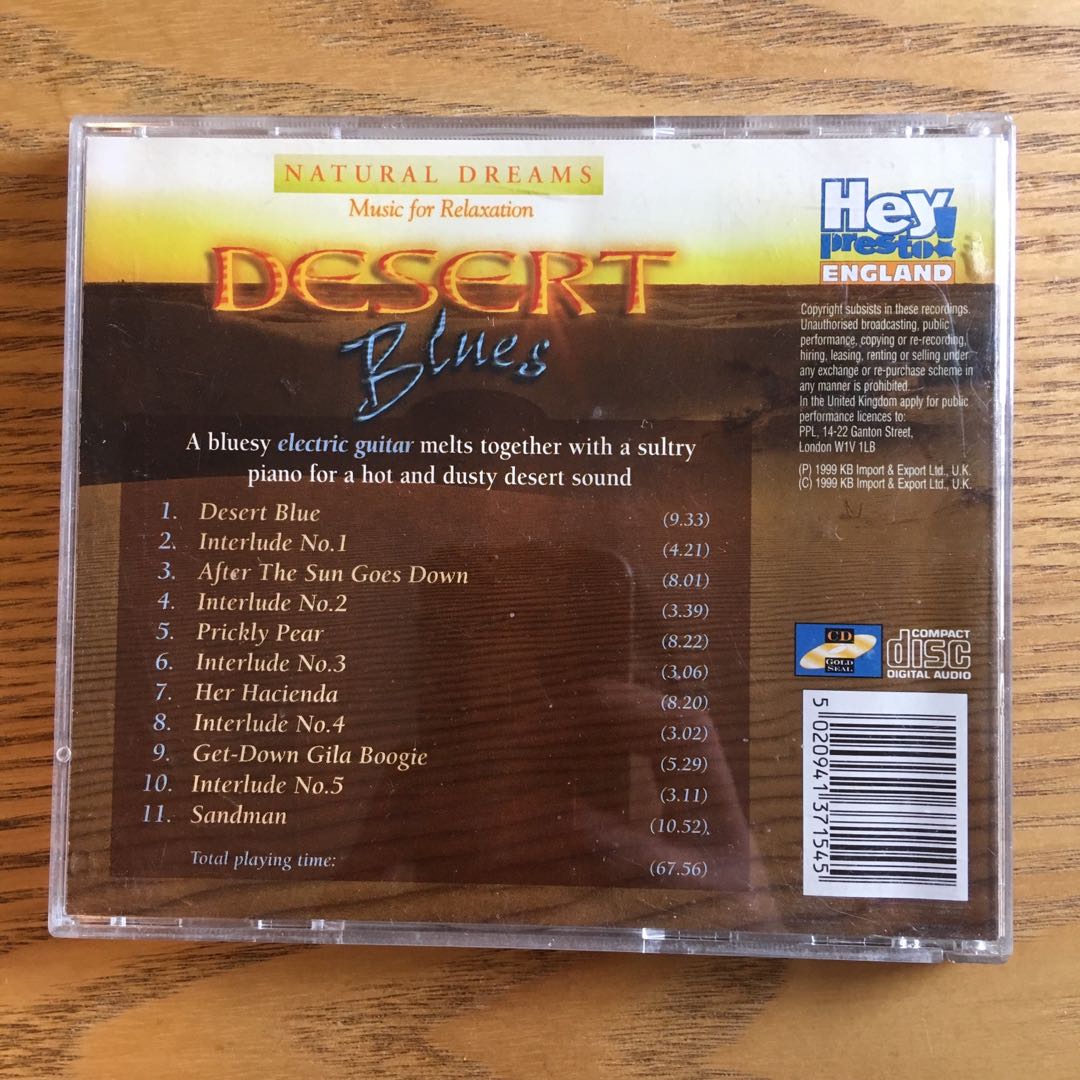 NATURAL DREAMS
Music for Relaxation
DESERT
Blues
Hey
presto!
ENGLAND
Copyright subsists in these recordings.
Unauthorised broadcasting, public
performance, copying or re-recording,
hiring, leasing, renting or selling under
any exchange or re-purchase scheme in
any manner is prohibited.
In the United Kingdom apply for public
performance licences to:
PPL, 14-22 Ganton Street,
London W1V 1LB
(P) 1999 KB Import & Export Ltd., U.K.
(C) 1999 KB Import & Export Ltd., U.K.
A bluesy electric guitar melts together with a sultry
piano for a hot and dusty desert sound
1. Desert Blue (9.33)
2. Interlude No.1 (4.21)
3. After The Sun Goes Down (8.01)
4. Interlude No.2 (3.39)
5. Prickly Pear (8.22)
6. Interlude No.3 (3.06)
7. Her Hacienda (8.20)
8. Interlude No.4 (3.02)
9. Get-Down Gila Boogie (5.29)
10. Interlude No.5 (3.11)
11. Sandman (10.52)
Total playing time: (67.56)
CD
GOLD
SEAL
COMPACT
disc
DIGITAL AUDIO
5 020941 371545